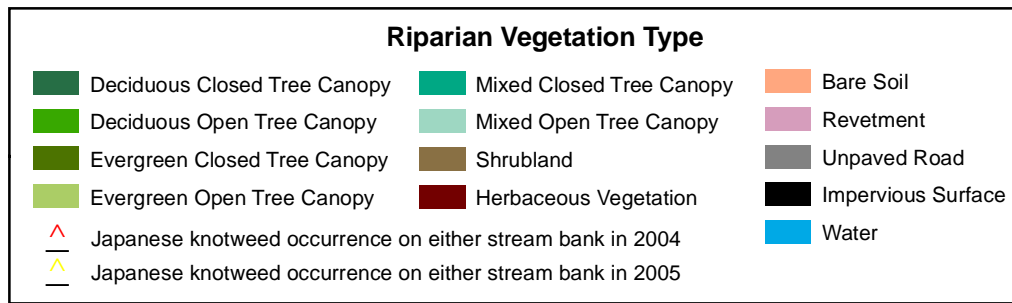 Riparian Vegetation Type
Deciduous Closed Tree Canopy
Deciduous Open Tree Canopy
Evergreen Closed Tree Canopy
Evergreen Open Tree Canopy
Mixed Closed Tree Canopy
Mixed Open Tree Canopy
Shrubland
Herbaceous Vegetation
Bare Soil
Revetment
Unpaved Road
Impervious Surface
Water
Japanese knotweed occurrence on either stream bank in 2004
Japanese knotweed occurrence on either stream bank in 2005